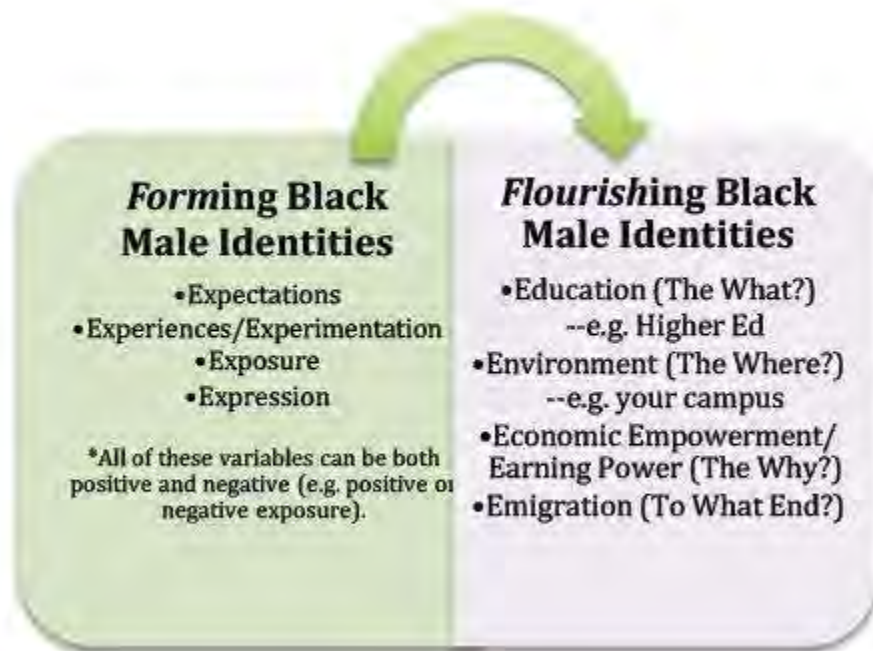 Forming Black
Male Identities
•Expectations
•Experiences/Experimentation
•Exposure
•Expression
*All of these variables can be both
positive and negative (e.g. positive or
negative exposure).
Flourishing Black
Male Identities
•Education (The What?)
--e.g. Higher Ed
•Environment (The Where?)
--e.g. your campus
•Economic Empowerment/
Earning Power (The Why?)
•Emigration (To What End?)